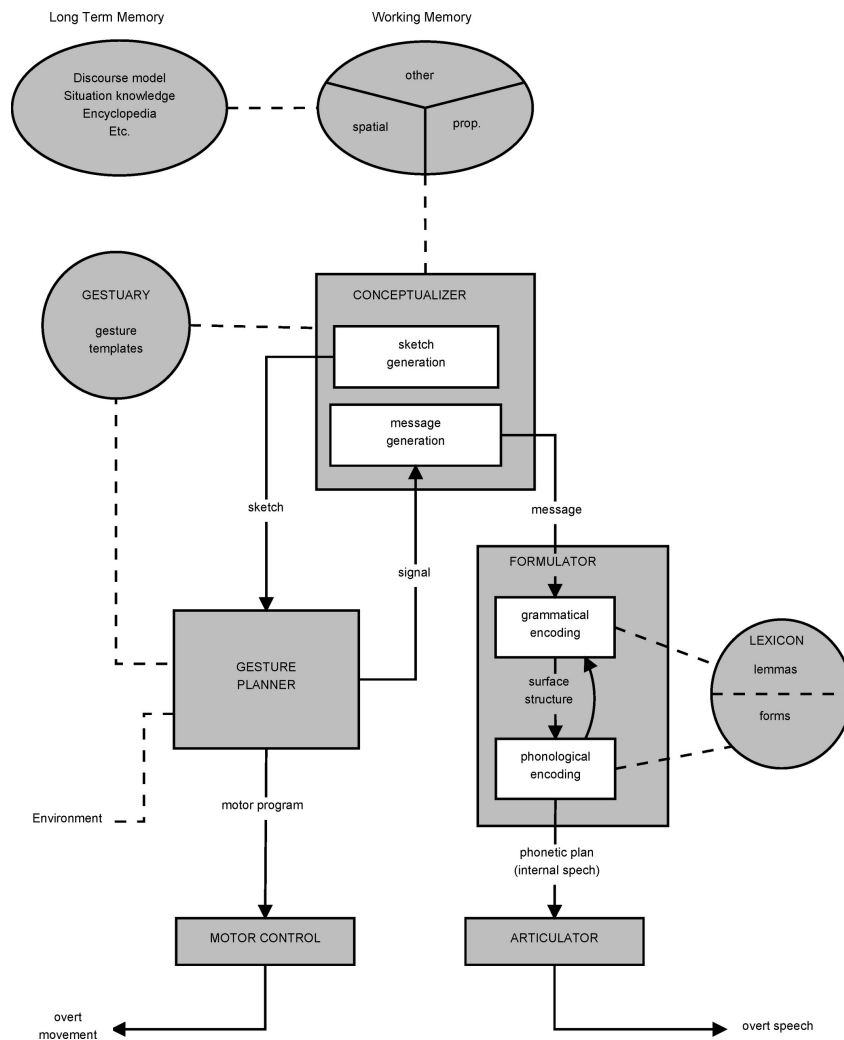 Long Term Memory
Working Memory
Discourse model
Situation knowledge
Encyclopedia
Etc.
other
spatial
prop.
GESTUARY
gesture
templates
CONCEPTUALIZER
sketch
generation
message
generation
sketch
signal
message
FORMULATOR
grammatical
encoding
surface
structure
phonological
encoding
LEXICON
lemmas
forms
GESTURE
PLANNER
Environment
motor program
phonetic plan
(internal spech)
MOTOR CONTROL
ARTICULATOR
overt
movement
overt speech